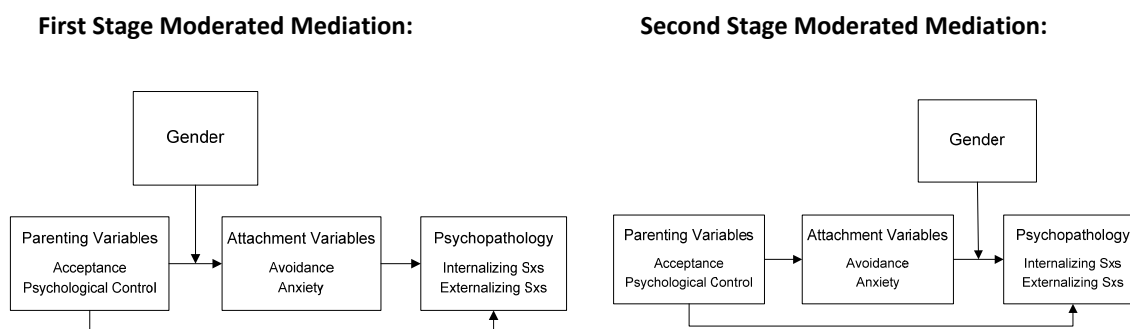 First Stage Moderated Mediation:
Gender
Parenting Variables
Acceptance
Psychological Control
Attachment Variables
Avoidance
Anxiety
Psychopathology
Internalizing Sxs
Externalizing Sxs
Second Stage Moderated Mediation:
Gender
Parenting Variables
Acceptance
Psychological Control
Attachment Variables
Avoidance
Anxiety
Psychopathology
Internalizing Sxs
Externalizing Sxs